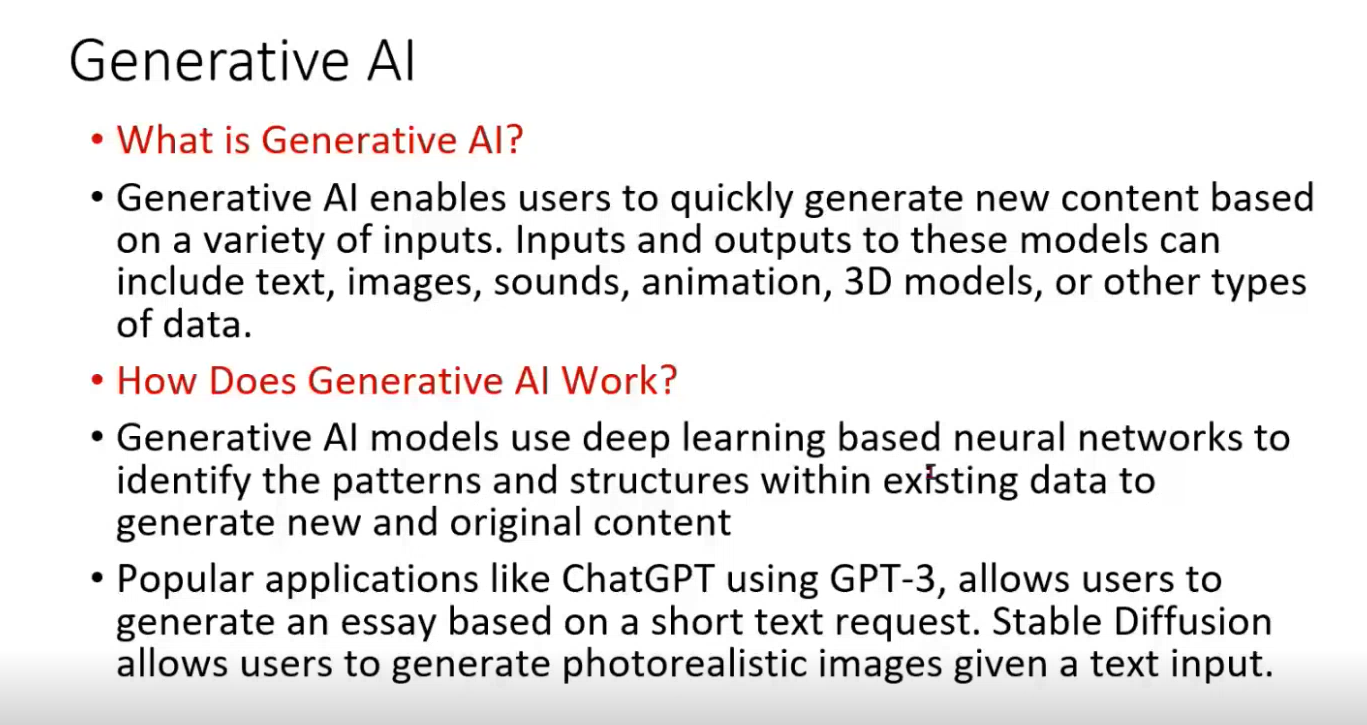 Generative AI
• What is Generative AI?
• Generative AI enables users to quickly generate new content based
on a variety of inputs. Inputs and outputs to these models can
include text, images, sounds, animation, 3D models, or other types
of data.
• How Does Generative AI Work?
• Generative AI models use deep learning based neural networks to
identify the patterns and structures within existing data to
generate new and original content
• Popular applications like ChatGPT using GPT-3, allows users to
generate an essay based on a short text request. Stable Diffusion
allows users to generate photorealistic images given a text input.